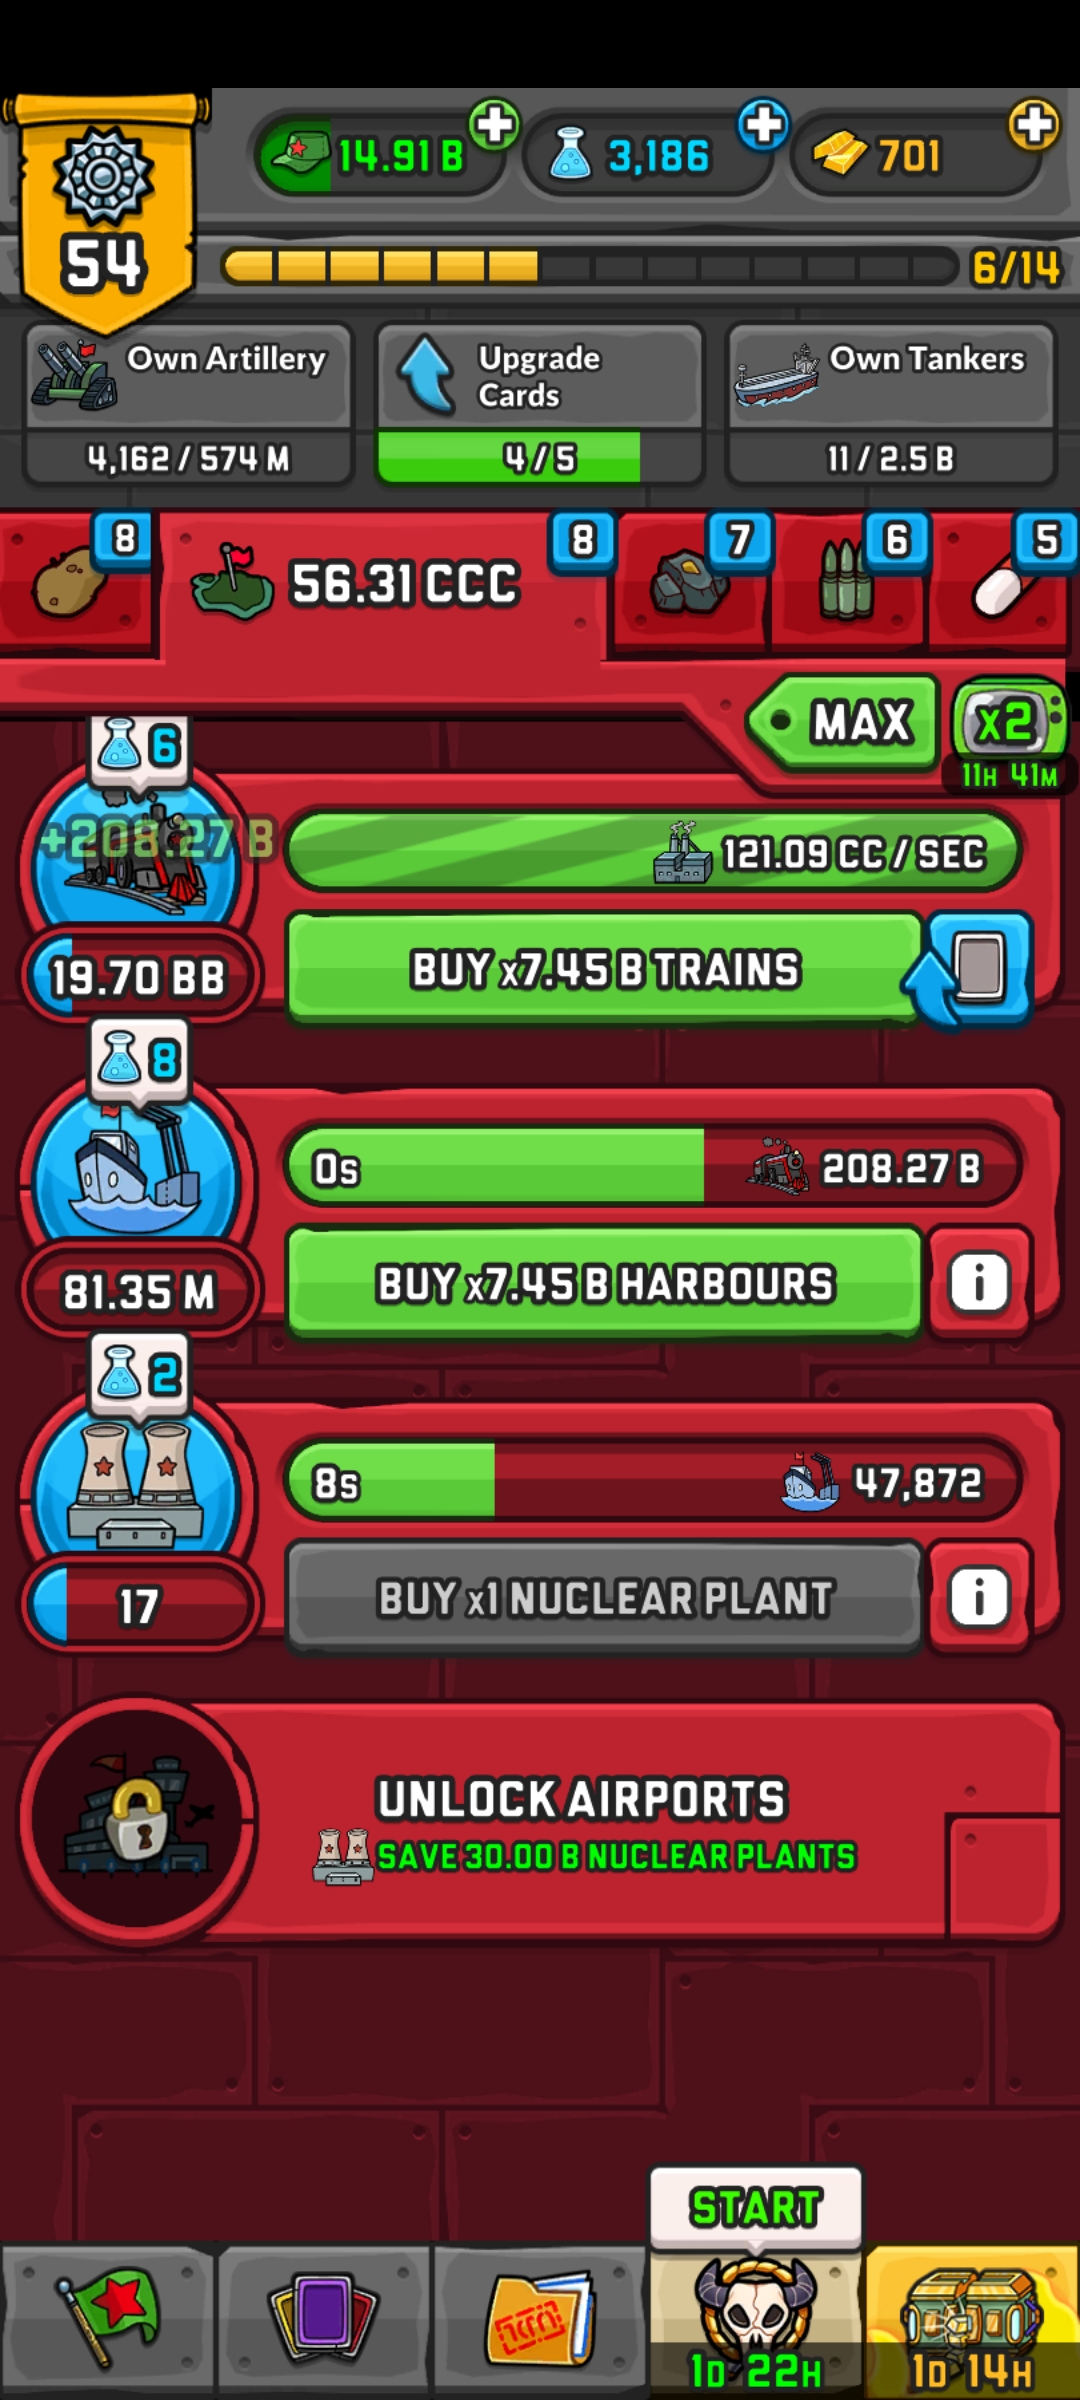 14.91 B
3,186
701
54
6/14
Own Artillery
4,162 / 574 M
Upgrade
Cards
4 / 5
Own Tankers
11 / 2.5 B
8
56.31 CCC
8
7
6
5
MAX
x2
11H 41M
6
+208.27 B
121.09 CC / SEC
19.70 BB
BUY x7.45 B TRAINS
8
0s
208.27 B
81.35 M
BUY x7.45 B HARBOURS
i
2
8s
47,872
17
BUY x1 NUCLEAR PLANT
i
UNLOCK AIRPORTS
SAVE 30.00 B NUCLEAR PLANTS
START
1D 22H
1D 14H